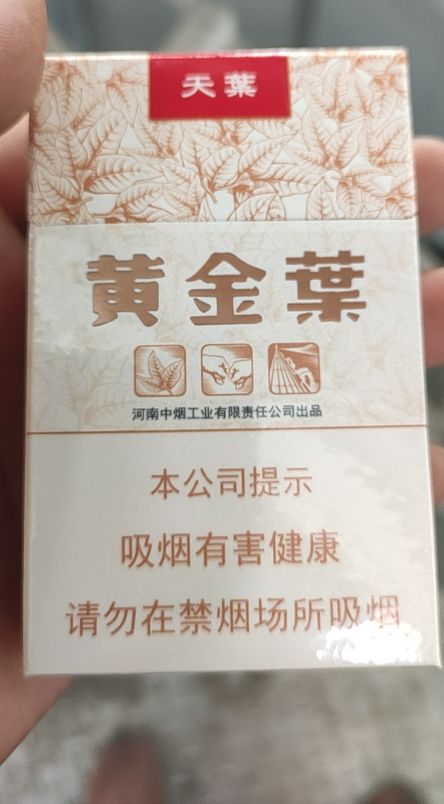 天葉
黄金葉
河南中烟工业有限责任公司出品
本公司提示
吸烟有害健康
请勿在禁烟场所吸烟